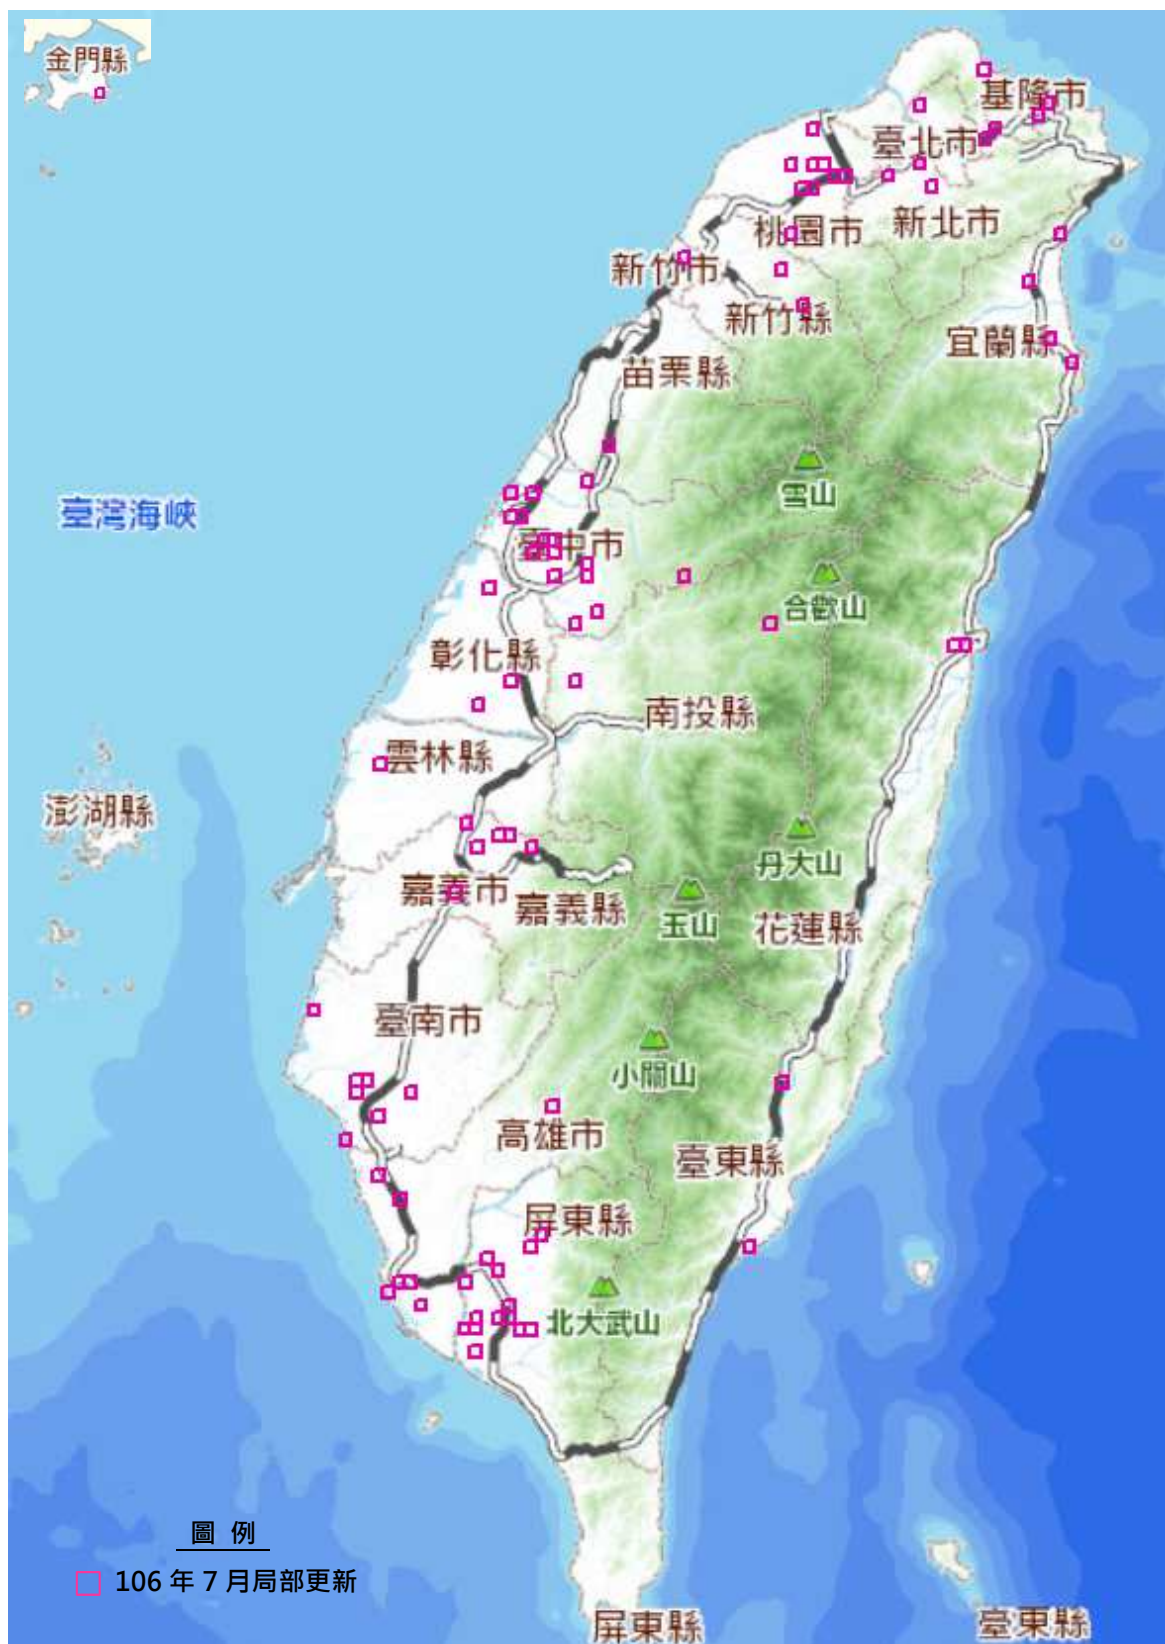 金門縣
基隆市
臺北市
新北市
桃園市
新竹市
新竹縣
宜蘭縣
苗栗縣
雪山
臺灣海峽
臺中市
合歡山
彰化縣
南投縣
雲林縣
澎湖縣
丹大山
嘉義市
嘉義縣
玉山
花蓮縣
臺南市
小關山
高雄市
臺東縣
屏東縣
北大武山
圖 例
106 年 7 月局部更新
屏東縣
臺東縣